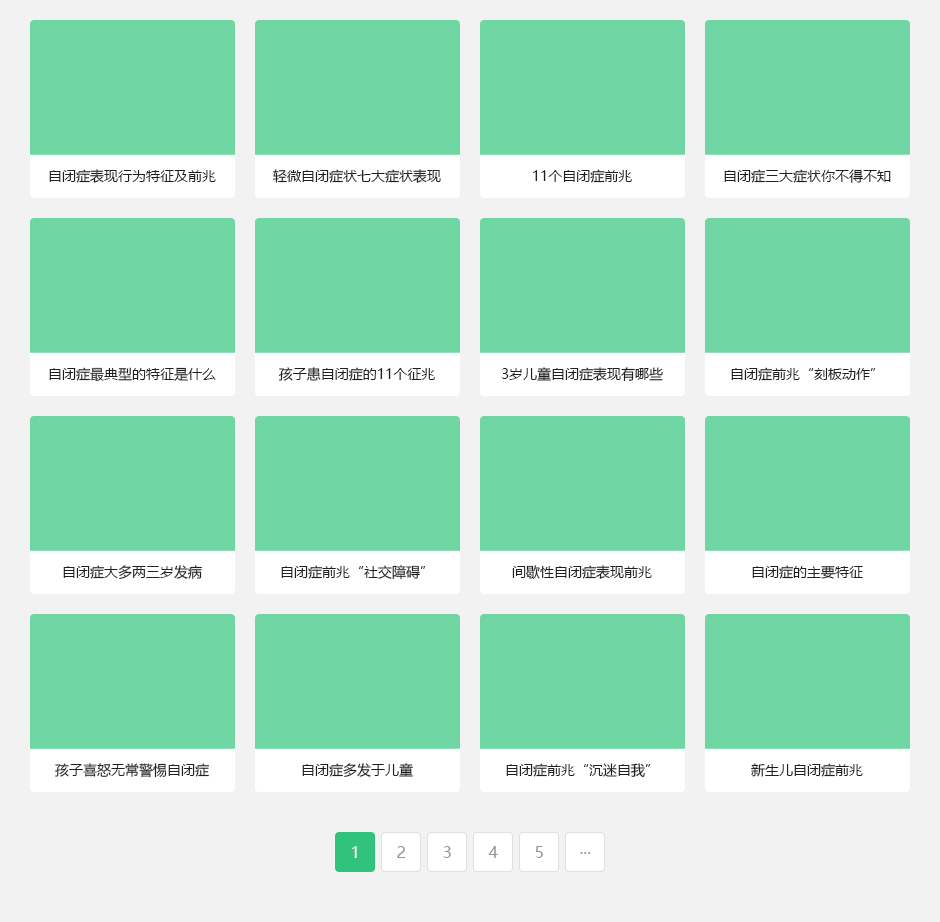 自闭症表现行为特征及前兆
轻微自闭症状七大症状表现
11个自闭症前兆
自闭症三大症状你不得不知
自闭症最典型的特征是什么
孩子患自闭症的11个征兆
3岁儿童自闭症表现有哪些
自闭症前兆“刻板动作”
自闭症大多两三岁发病
自闭症前兆“社交障碍”
间歇性自闭症表现前兆
自闭症的主要特征
孩子喜怒无常警惕自闭症
自闭症多发于儿童
自闭症前兆“沉迷自我”
新生儿自闭症前兆
1 2 3 4 5 ···